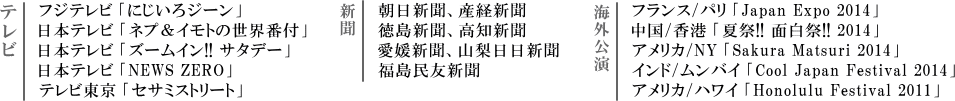 テレビ
フジテレビ「にじいろジーン」
日本テレビ「ネプ＆イモトの世界番付」
日本テレビ「ズームイン!! サタデー」
日本テレビ「NEWS ZERO」
テレビ東京「セサミストリート」
新聞
朝日新聞、産経新聞
徳島新聞、高知新聞
愛媛新聞、山梨日日新聞
福島民友新聞
海外公演
フランス/パリ「Japan Expo 2014」
中国/香港「夏祭!! 面白祭!! 2014」
アメリカ/NY「Sakura Matsuri 2014」
インド/ムンバイ「Cool Japan Festival 2014」
アメリカ/ハワイ「Honolulu Festival 2011」